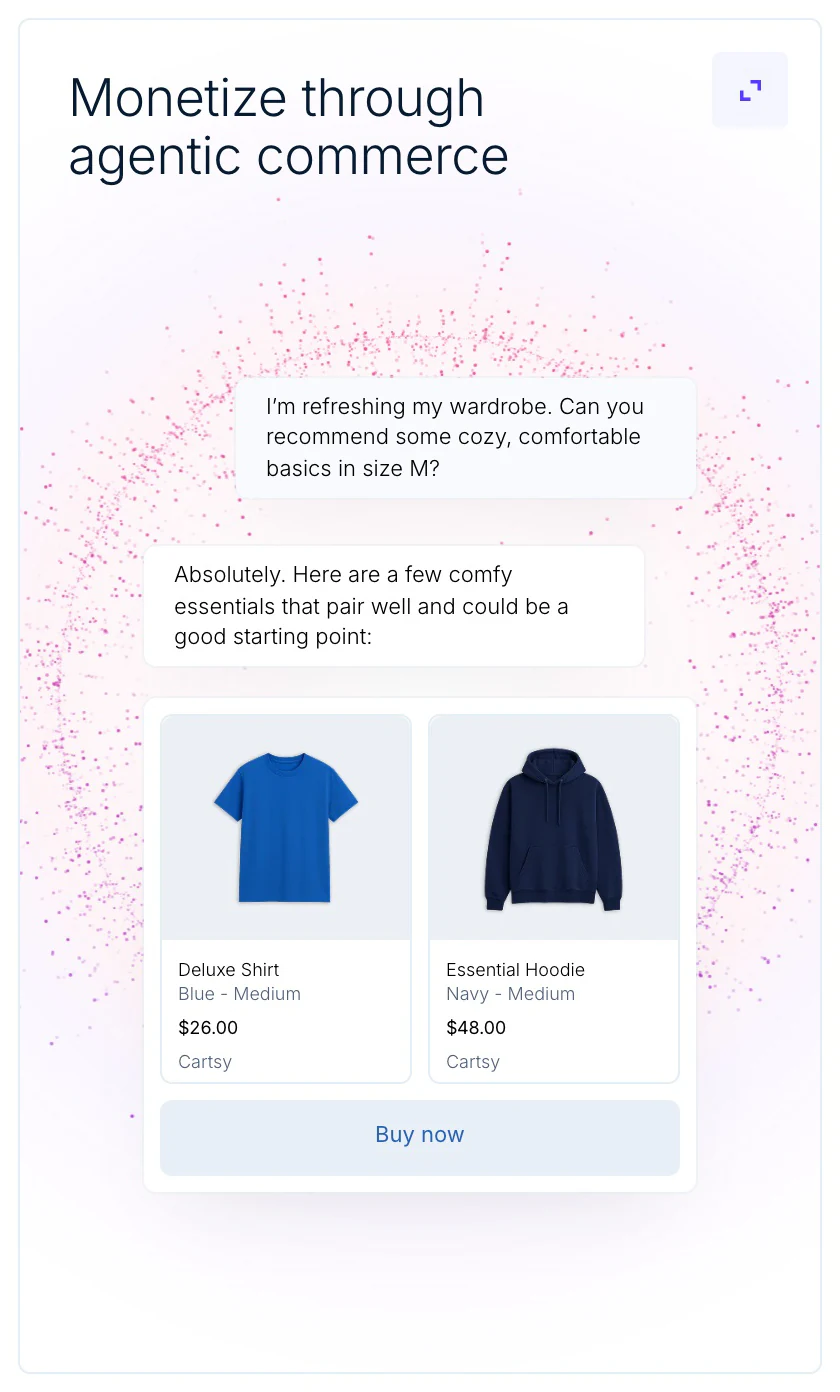 Monetize through
agentic commerce
I’m refreshing my wardrobe. Can you
recommend some cozy, comfortable
basics in size M?
Absolutely. Here are a few comfy
essentials that pair well and could be a
good starting point:
Deluxe Shirt
Blue - Medium
$26.00
Cartsy
Essential Hoodie
Navy - Medium
$48.00
Cartsy
Buy now